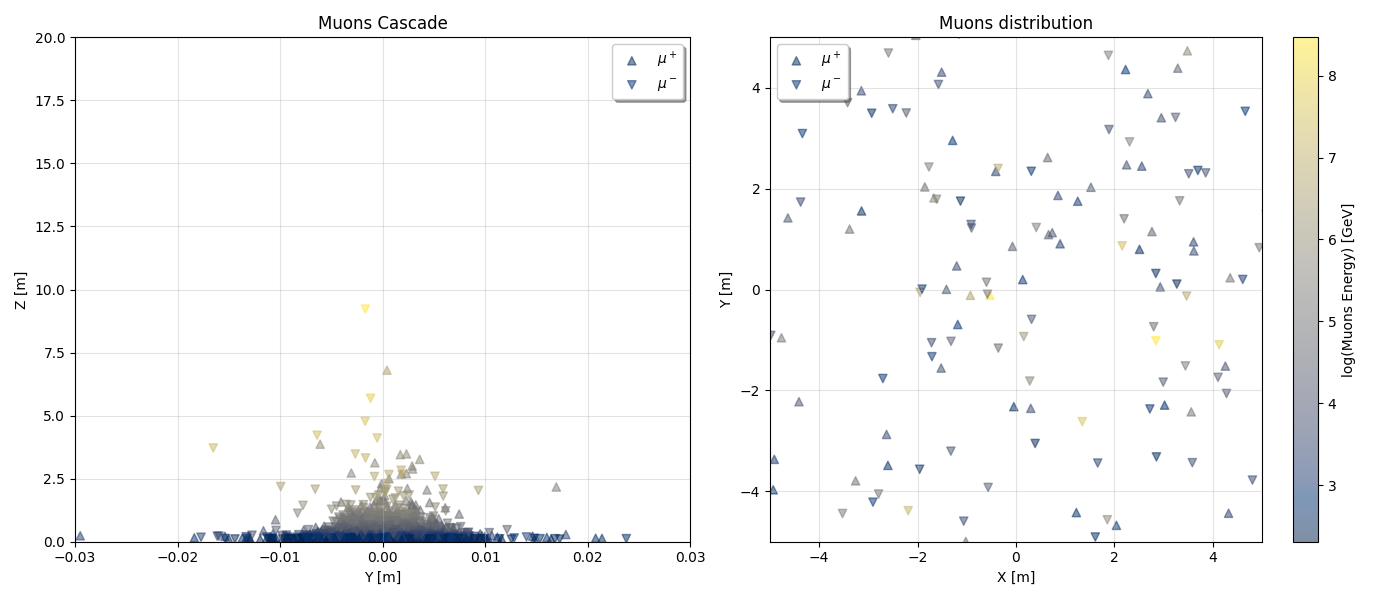 Muons Cascade
20.0
17.5
15.0
12.5
10.0
7.5
5.0
2.5
0.0
Z [m]
−0.03 −0.02 −0.01 0.00 0.01 0.02 0.03
Y [m]
μ+
μ−
Muons distribution
4
2
0
−2
−4
Y [m]
−4 −2 0 2 4
X [m]
μ+
μ−
8
7
6
5
4
3
log(Muons Energy) [GeV]